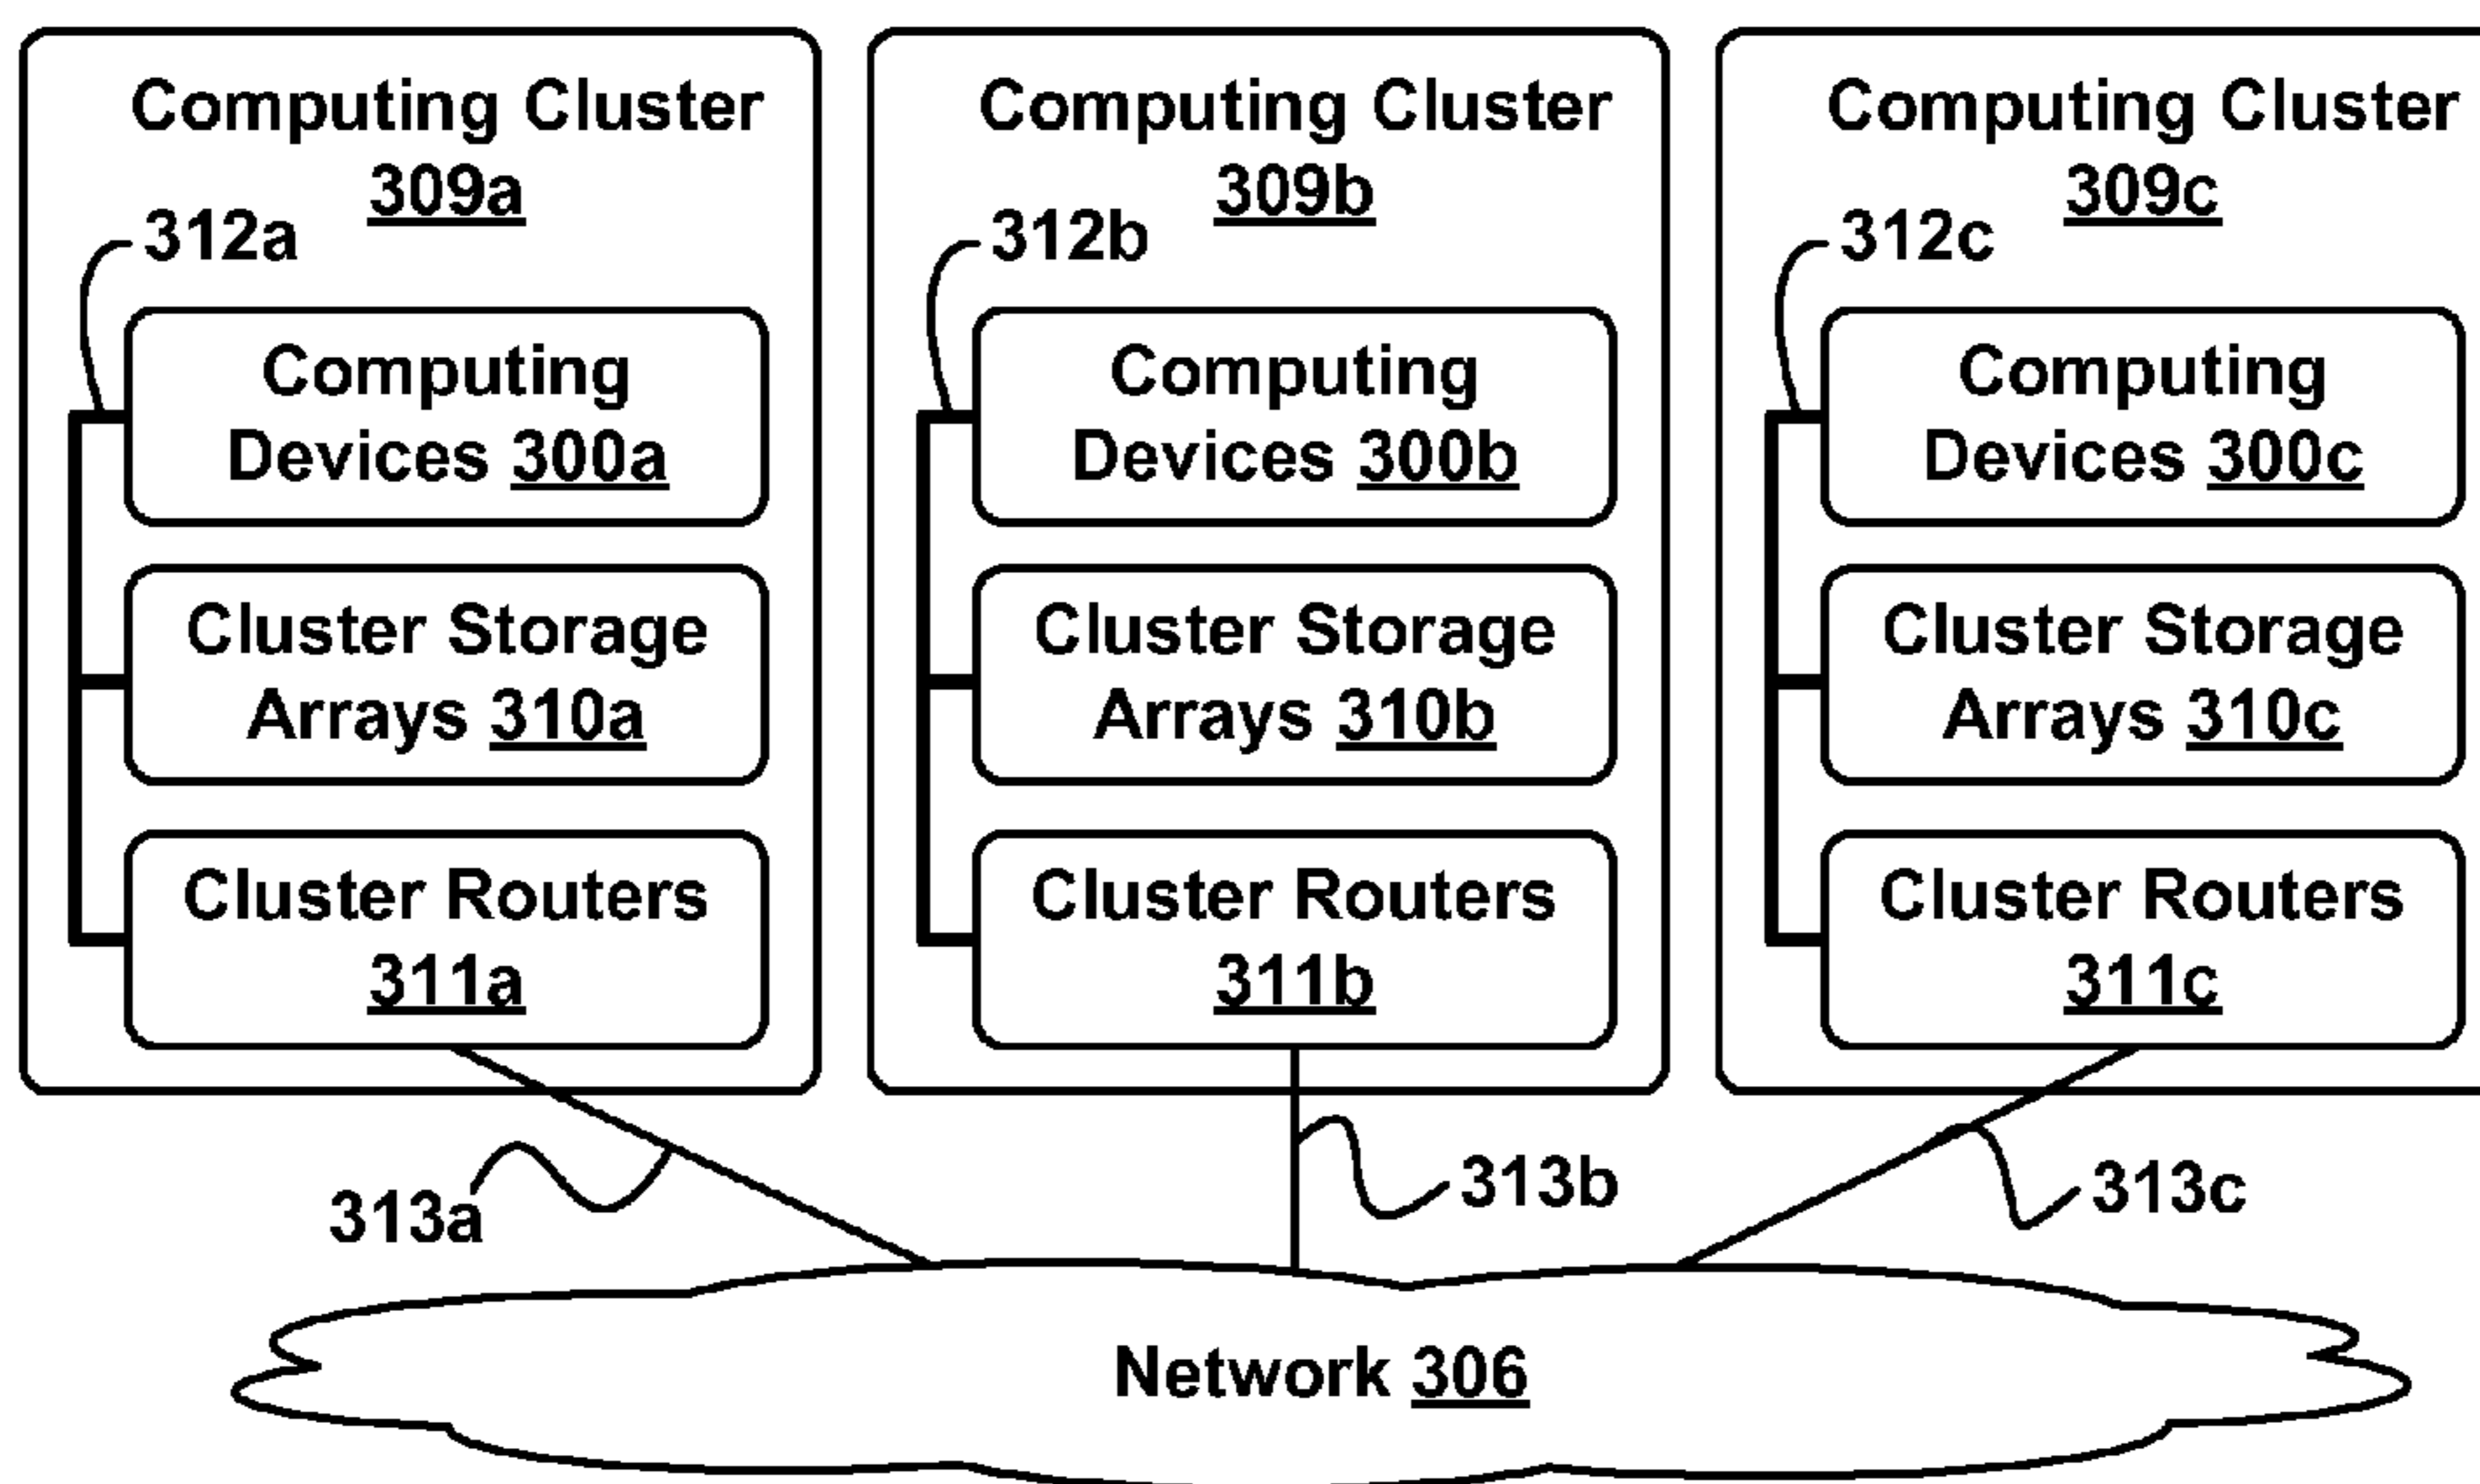 Computing Cluster
309a
312a
Computing
Devices 300a
Cluster Storage
Arrays 310a
Cluster Routers
311a
Computing Cluster
309b
312b
Computing
Devices 300b
Cluster Storage
Arrays 310b
Cluster Routers
311b
Computing Cluster
309c
312c
Computing
Devices 300c
Cluster Storage
Arrays 310c
Cluster Routers
311c
313a
313b
313c
Network 306